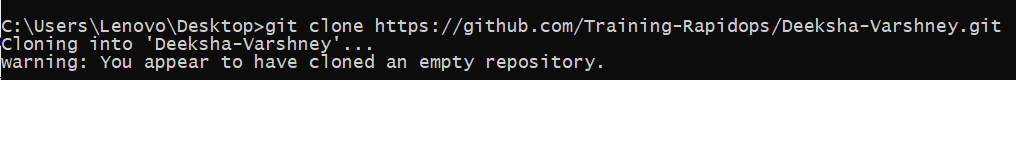 C:\Users\Lenovo\Desktop>git clone https://github.com/Training-Rapidops/Deeksha-Varshney.git
Cloning into 'Deeksha-Varshney'...
warning: You appear to have cloned an empty repository.